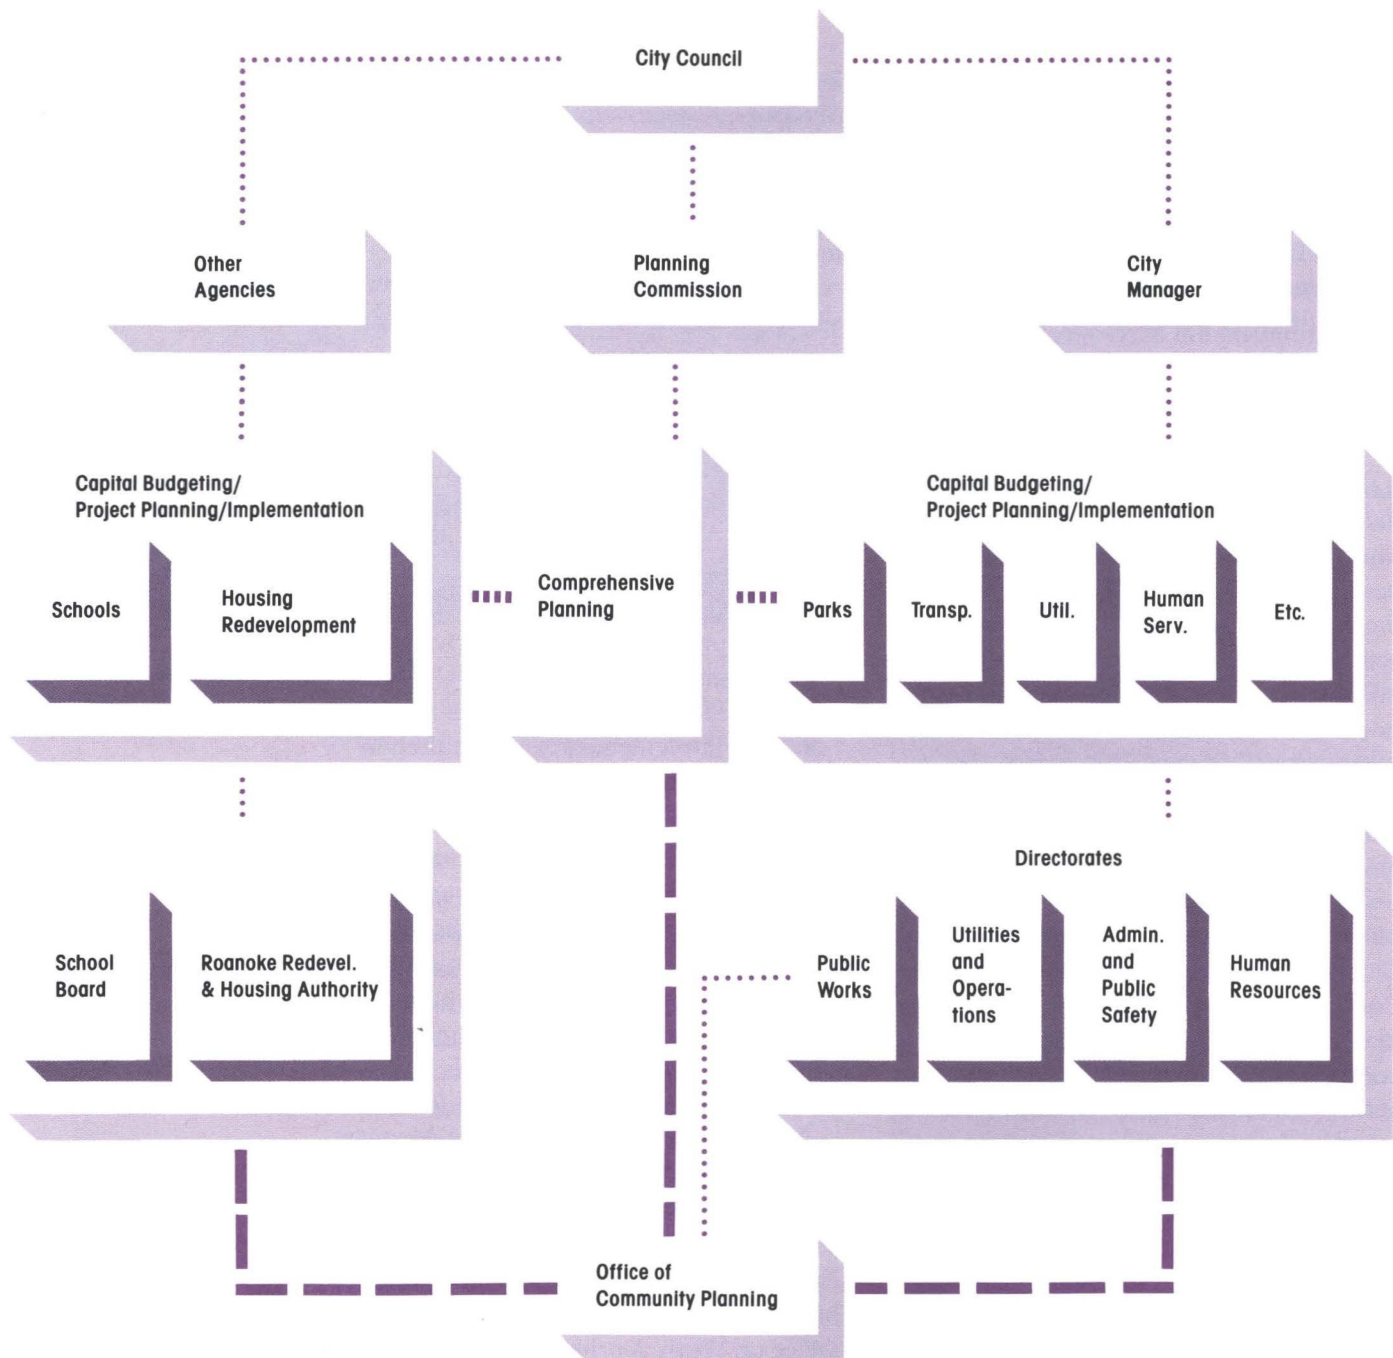 City Council
Other
Agencies
Planning
Commission
City
Manager
Capital Budgeting/
Project Planning/Implementation
Schools
Housing
Redevelopment
Comprehensive
Planning
Capital Budgeting/
Project Planning/Implementation
Parks
Transp.
Util.
Human
Serv.
Etc.
School
Board
Roanoke Redevel.
& Housing Authority
Directorates
Public
Works
Utilities
and
Opera-
tions
Admin.
and
Public
Safety
Human
Resources
Office of
Community Planning